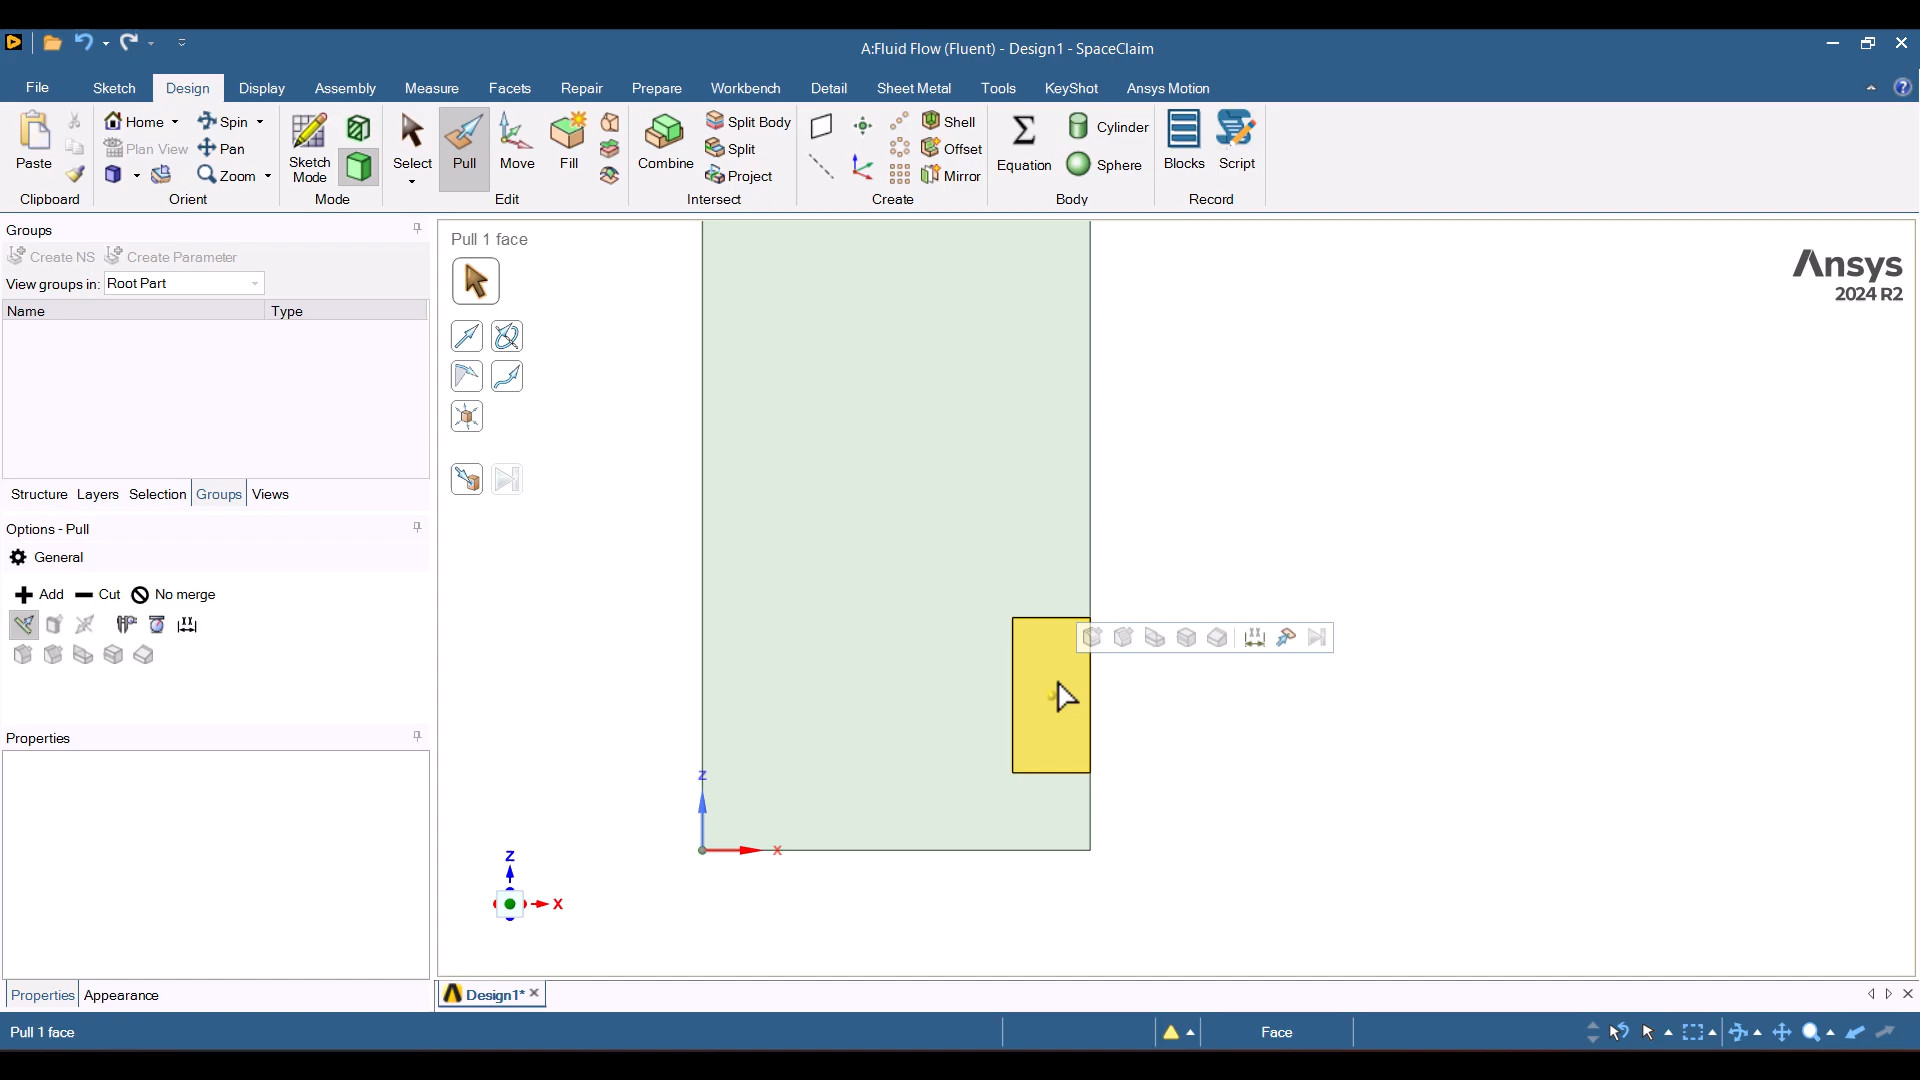 A:Fluid Flow (Fluent) - Design1 - SpaceClaim
File Sketch Design Display Assembly Measure Facets Repair Prepare Workbench Detail Sheet Metal Tools KeyShot Ansys Motion
Home Spin Split Body Shell Cylinder
Plan View Pan Split Offset
Paste Sketch Mode Select Pull Move Fill Combine Equation Sphere Blocks Script
Zoom Project Mirror
Clipboard Orient Mode Edit Intersect Create Body Record
Groups
Create NS Create Parameter
View groups in: Root Part
Name Type
Structure Layers Selection Groups Views
Options - Pull
General
Add Cut No merge
Properties
Properties Appearance
Pull 1 face
Ansys
2024 R2
Z
X
Z
X
Design1*
Pull 1 face Face